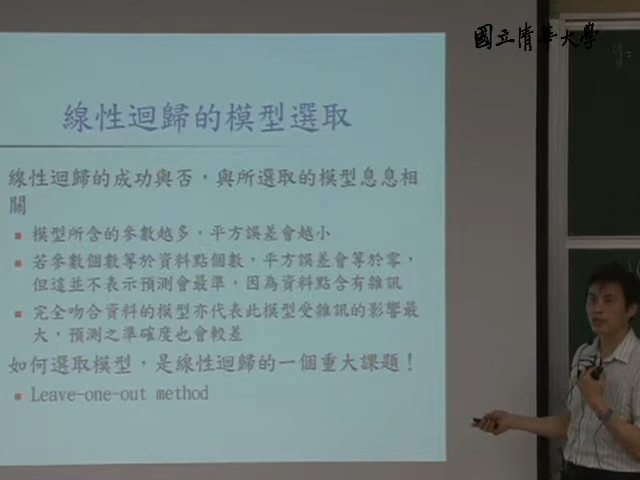 國立清華大學
線性迴歸的模型選取
線性迴歸的成功與否，與所選取的模型息息相
關
模型所含的參數越多，平方誤差會越小
若參數個數等於資料點個數，平方誤差會等於零，
但這並不表示預測會最準，因為資料點含有雜訊
完全吻合資料的模型亦代表此模型受雜訊的影響最
大，預測之準確度也會較差
如何選取模型，是線性迴歸的一個重大課題！
Leave-one-out method